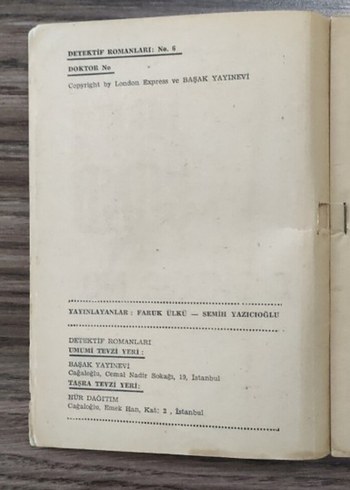 DETEKTİF ROMANLARI: No. 6
DOKTOR No
Copyright by London Express ve BAŞAK YAYINEVİ
YAYINLAYANLAR : FARUK ÜLKÜ — SEMİH YAZICIOĞLU
DETEKTİF ROMANLARI
UMUMİ TEVZİ YERİ :
BAŞAK YAYINEVİ
Cağaloğlu, Cemal Nadir Sokağı, 13, İstanbul
TAŞRA TEVZİ YERİ:
HÜR DAĞITIM
Cağaloğlu, Emek Han, Kat: 2 , İstanbul